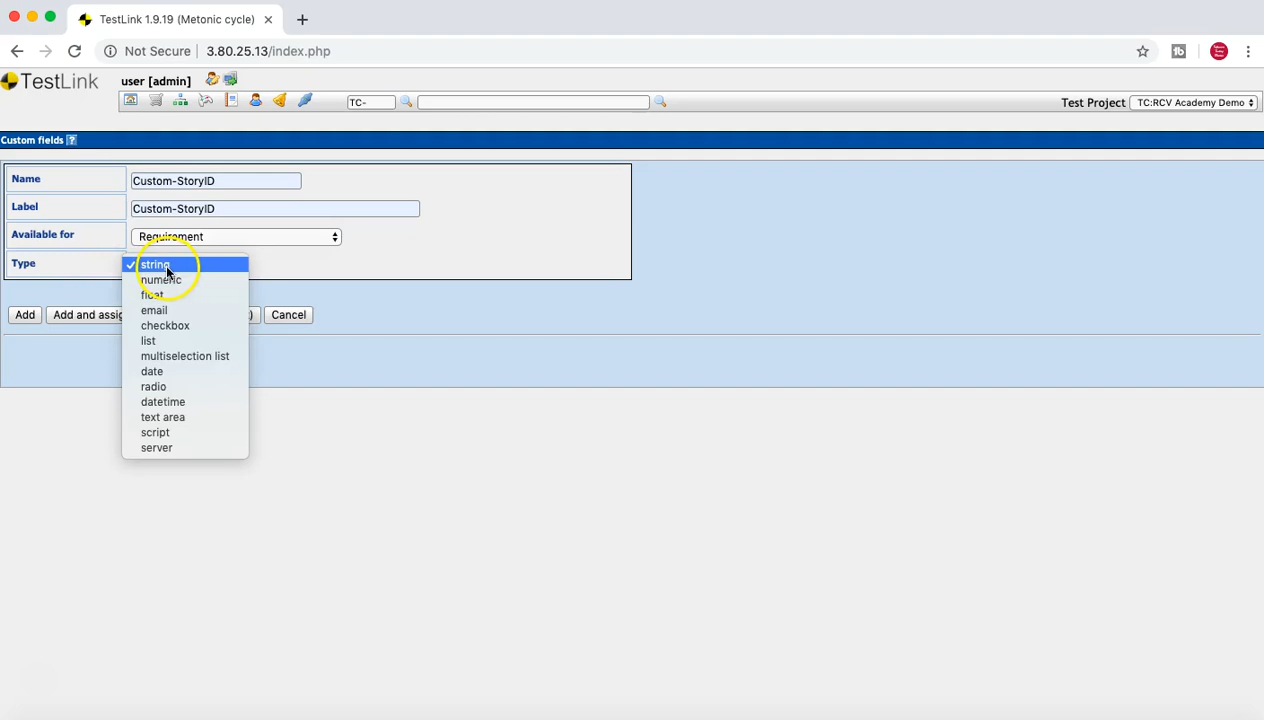 TestLink 1.9.19 (Metonic cycle)
Not Secure 3.80.25.13/index.php
TestLink user [admin]
TC-
Test Project TC:RCV Academy Demo
Custom fields ?
Name Custom-StoryID
Label Custom-StoryID
Available for Requirement
Type string
numeric
float
email
checkbox
list
multiselection list
date
radio
datetime
text area
script
server
Add Add and assig ) Cancel